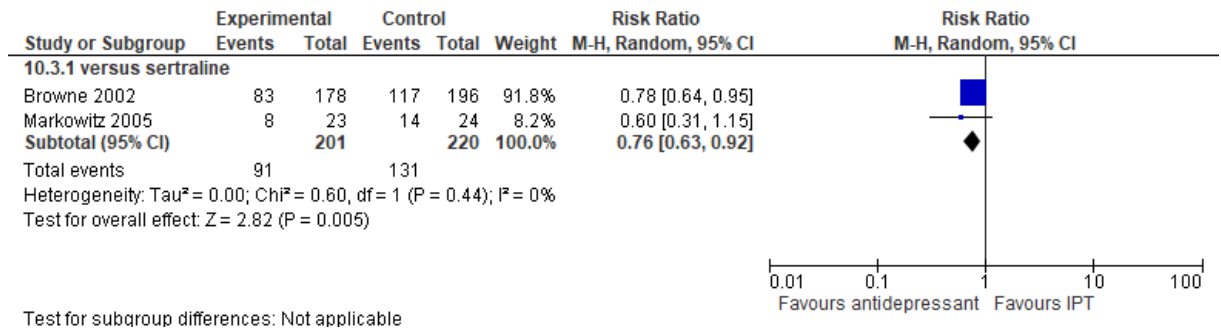 Experimental Control Risk Ratio Risk Ratio
Study or Subgroup Events Total Events Total Weight M-H, Random, 95% CI M-H, Random, 95% CI
10.3.1 versus sertraline
Browne 2002 83 178 117 196 91.8% 0.78 [0.64, 0.95]
Markowitz 2005 8 23 14 24 8.2% 0.60 [0.31, 1.15]
Subtotal (95% CI) 201 220 100.0% 0.76 [0.63, 0.92]
Total events 91 131
Heterogeneity: Tau² = 0.00; Chi² = 0.60, df = 1 (P = 0.44); I² = 0%
Test for overall effect: Z = 2.82 (P = 0.005)
0.01 0.1 1 10 100
Favours antidepressant Favours IPT
Test for subgroup differences: Not applicable